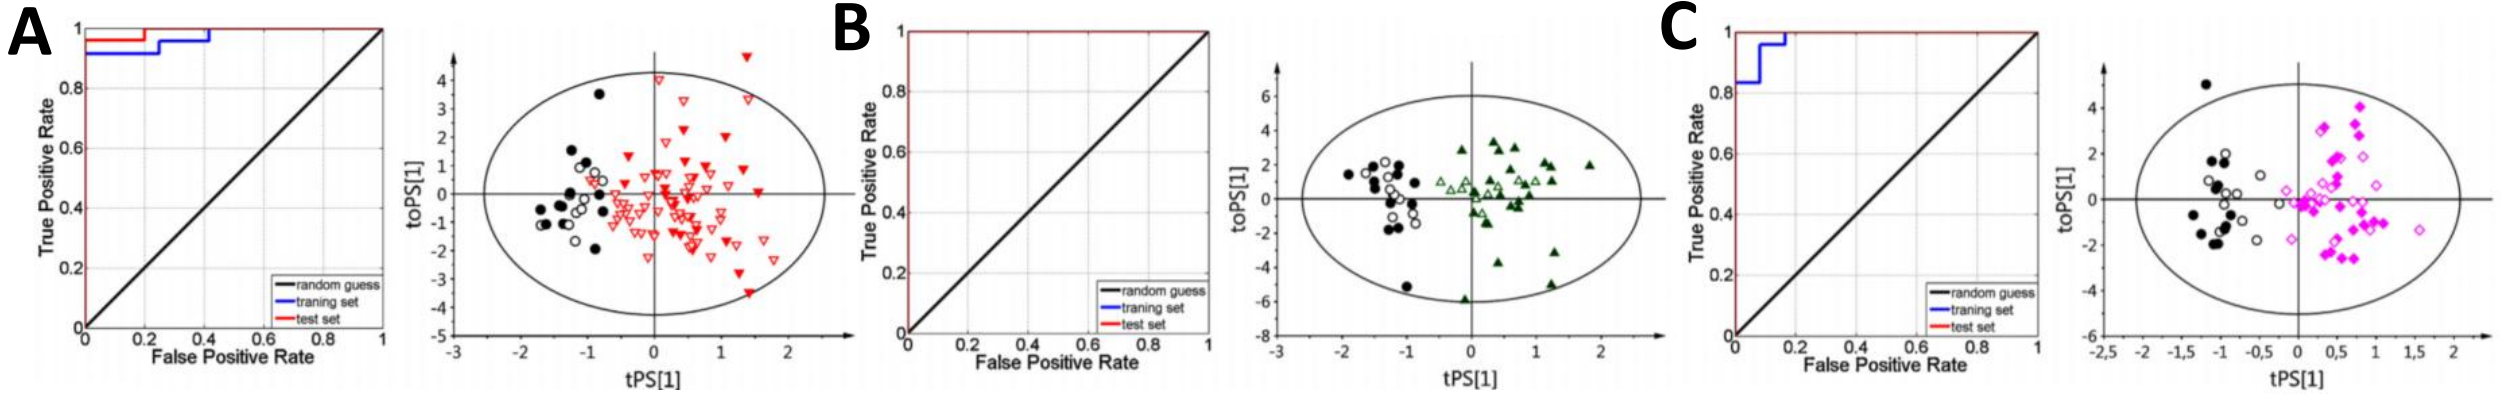 A
1
0.8
0.6
0.4
0.2
0
True Positive Rate
0 0.2 0.4 0.6 0.8 1
False Positive Rate
random guess
traning set
test set
4
3
2
1
0
-1
-2
-3
-4
-5
toPS[1]
-3 -2 -1 0 1 2
tPS[1]
B
1
0.8
0.6
0.4
0.2
0
True Positive Rate
0 0.2 0.4 0.6 0.8 1
False Positive Rate
random guess
traning set
test set
6
4
2
0
-2
-4
-6
-8
toPS[1]
-3 -2 -1 0 1 2
tPS[1]
C
1
0.8
0.6
0.4
0.2
0
True Positive Rate
0 0.2 0.4 0.6 0.8 1
False Positive Rate
random guess
traning set
test set
4
2
0
-2
-4
-6
toPS[1]
-2,5 -2 -1,5 -1 -0,5 0 0,5 1 1,5 2
tPS[1]